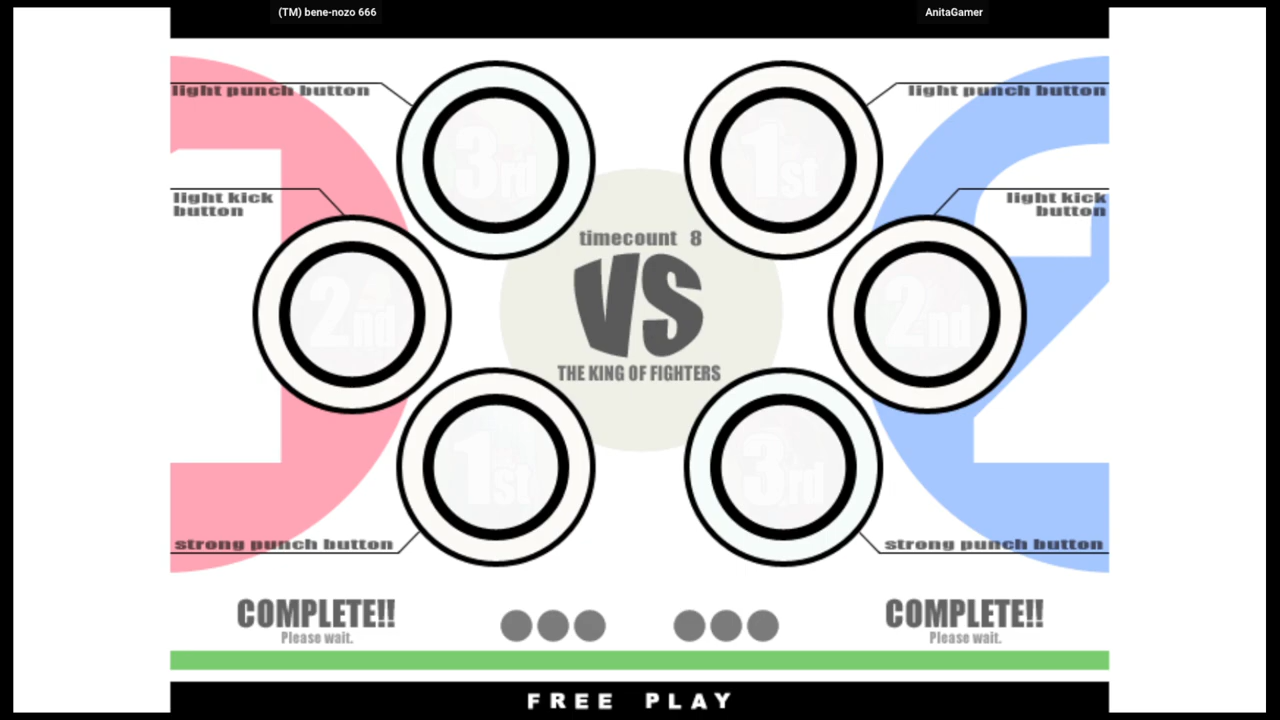 (TM) bene-nozo 666
AnitaGamer
light punch button
light punch button
3rd
1st
light kick
button
light kick
button
timecount 8
VS
THE KING OF FIGHTERS
2nd
2nd
1st
3rd
strong punch button
strong punch button
COMPLETE!!
Please wait.
COMPLETE!!
Please wait.
FREE PLAY